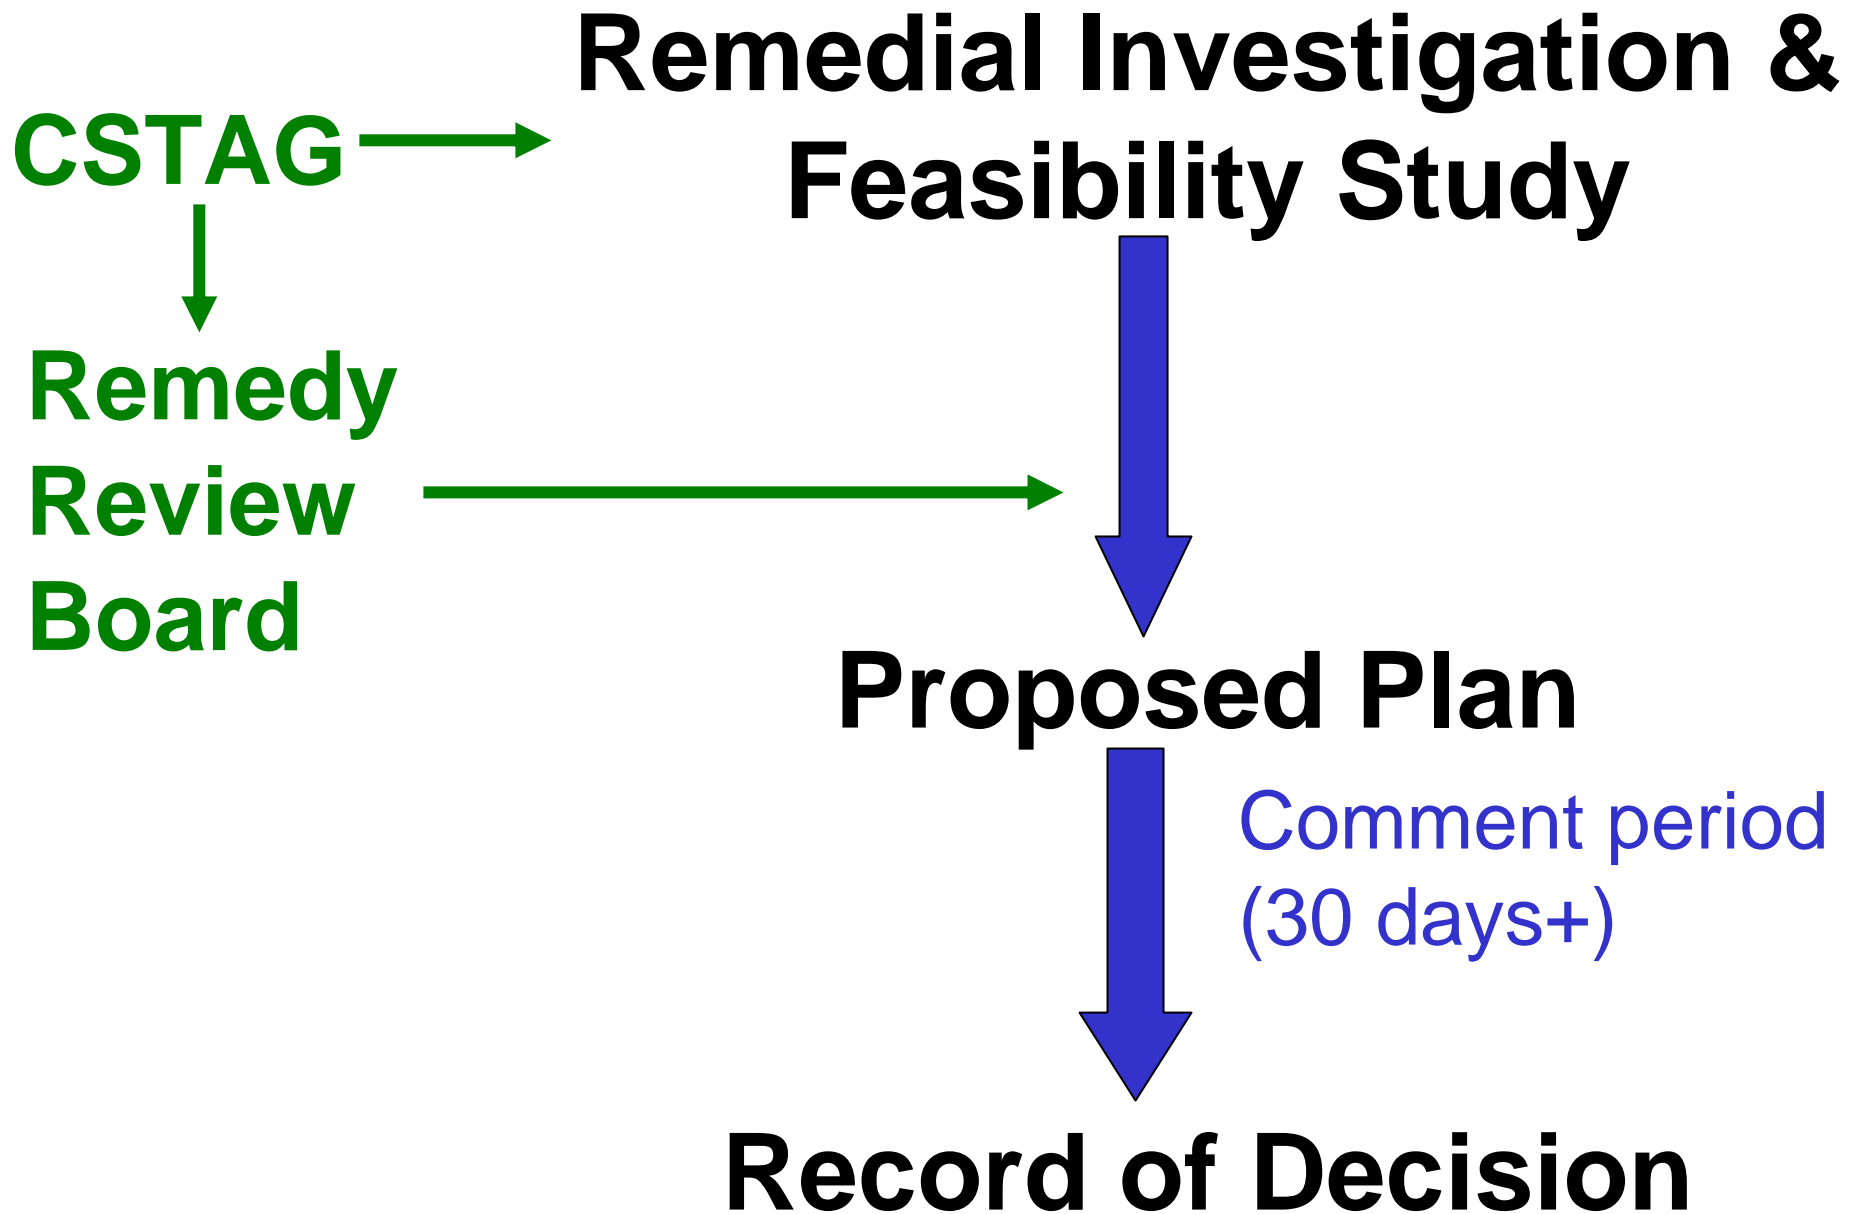 Remedial Investigation &
Feasibility Study
CSTAG
Remedy
Review
Board
Proposed Plan
Comment period
(30 days+)
Record of Decision